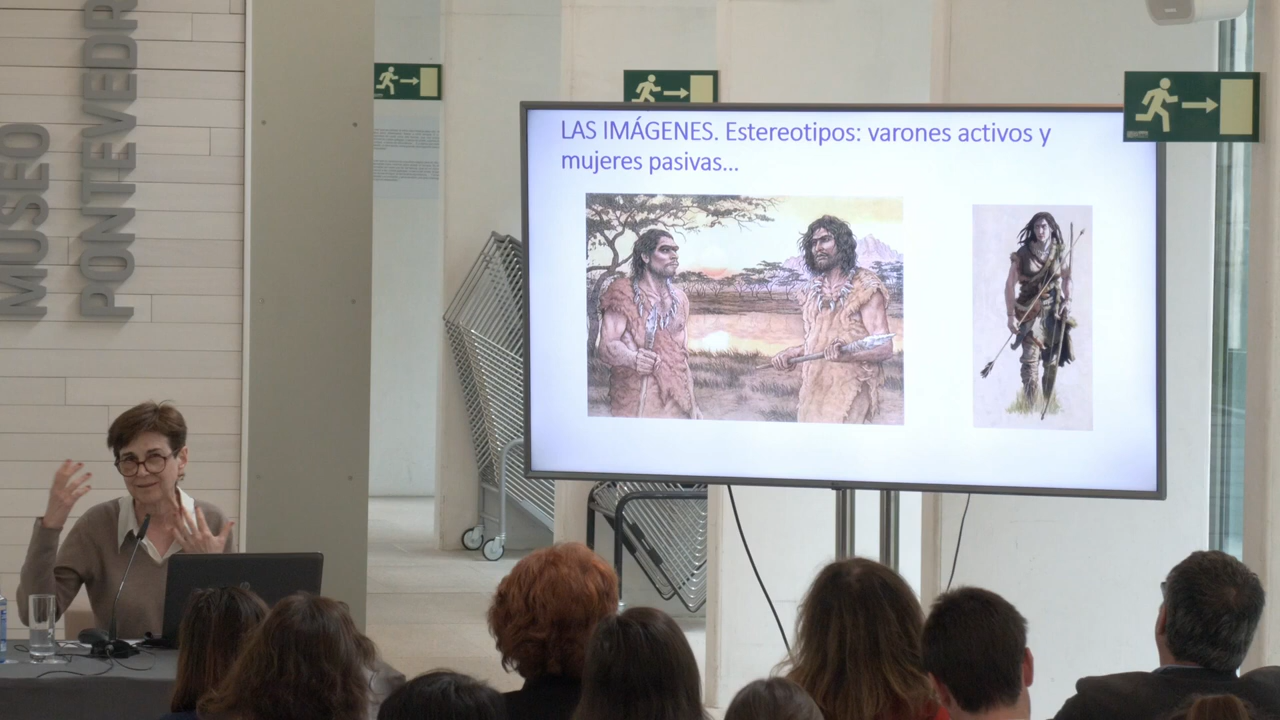 MUSEO
PONTEVEDR
LAS IMÁGENES. Estereotipos: varones activos y
mujeres pasivas...